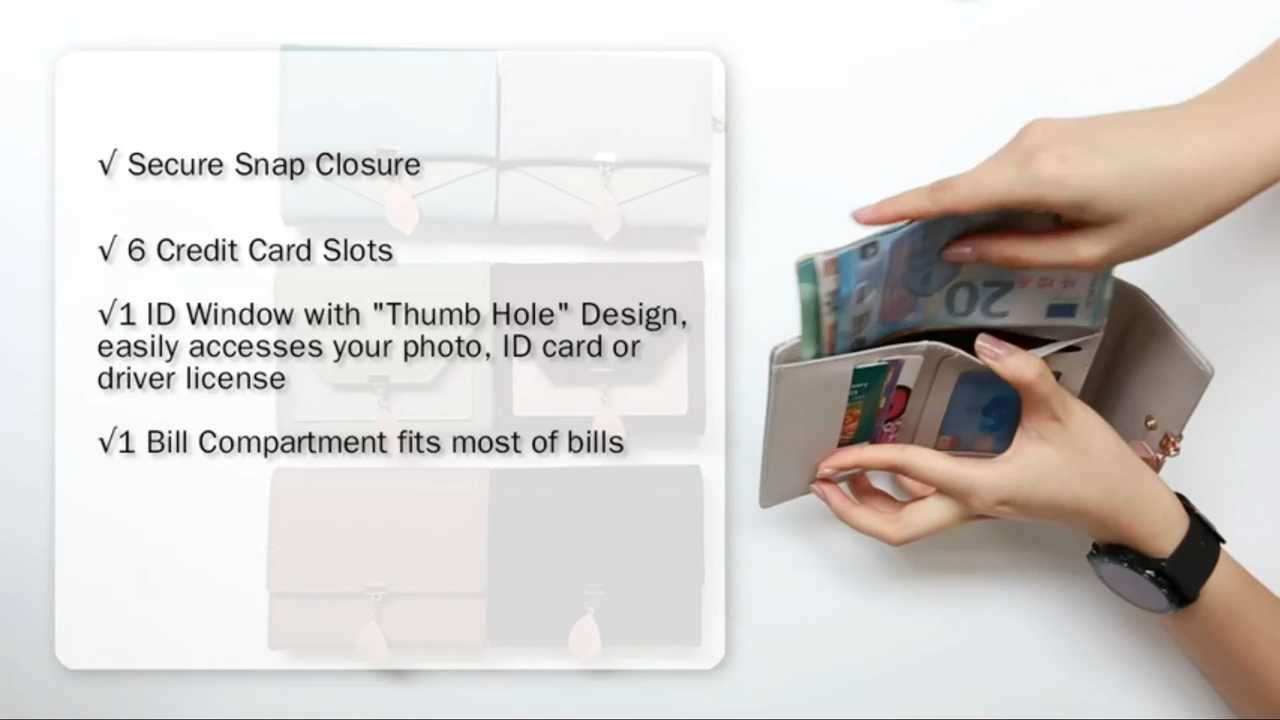 √ Secure Snap Closure
√ 6 Credit Card Slots
√1 ID Window with "Thumb Hole" Design,
easily accesses your photo, ID card or
driver license
√1 Bill Compartment fits most of bills
20